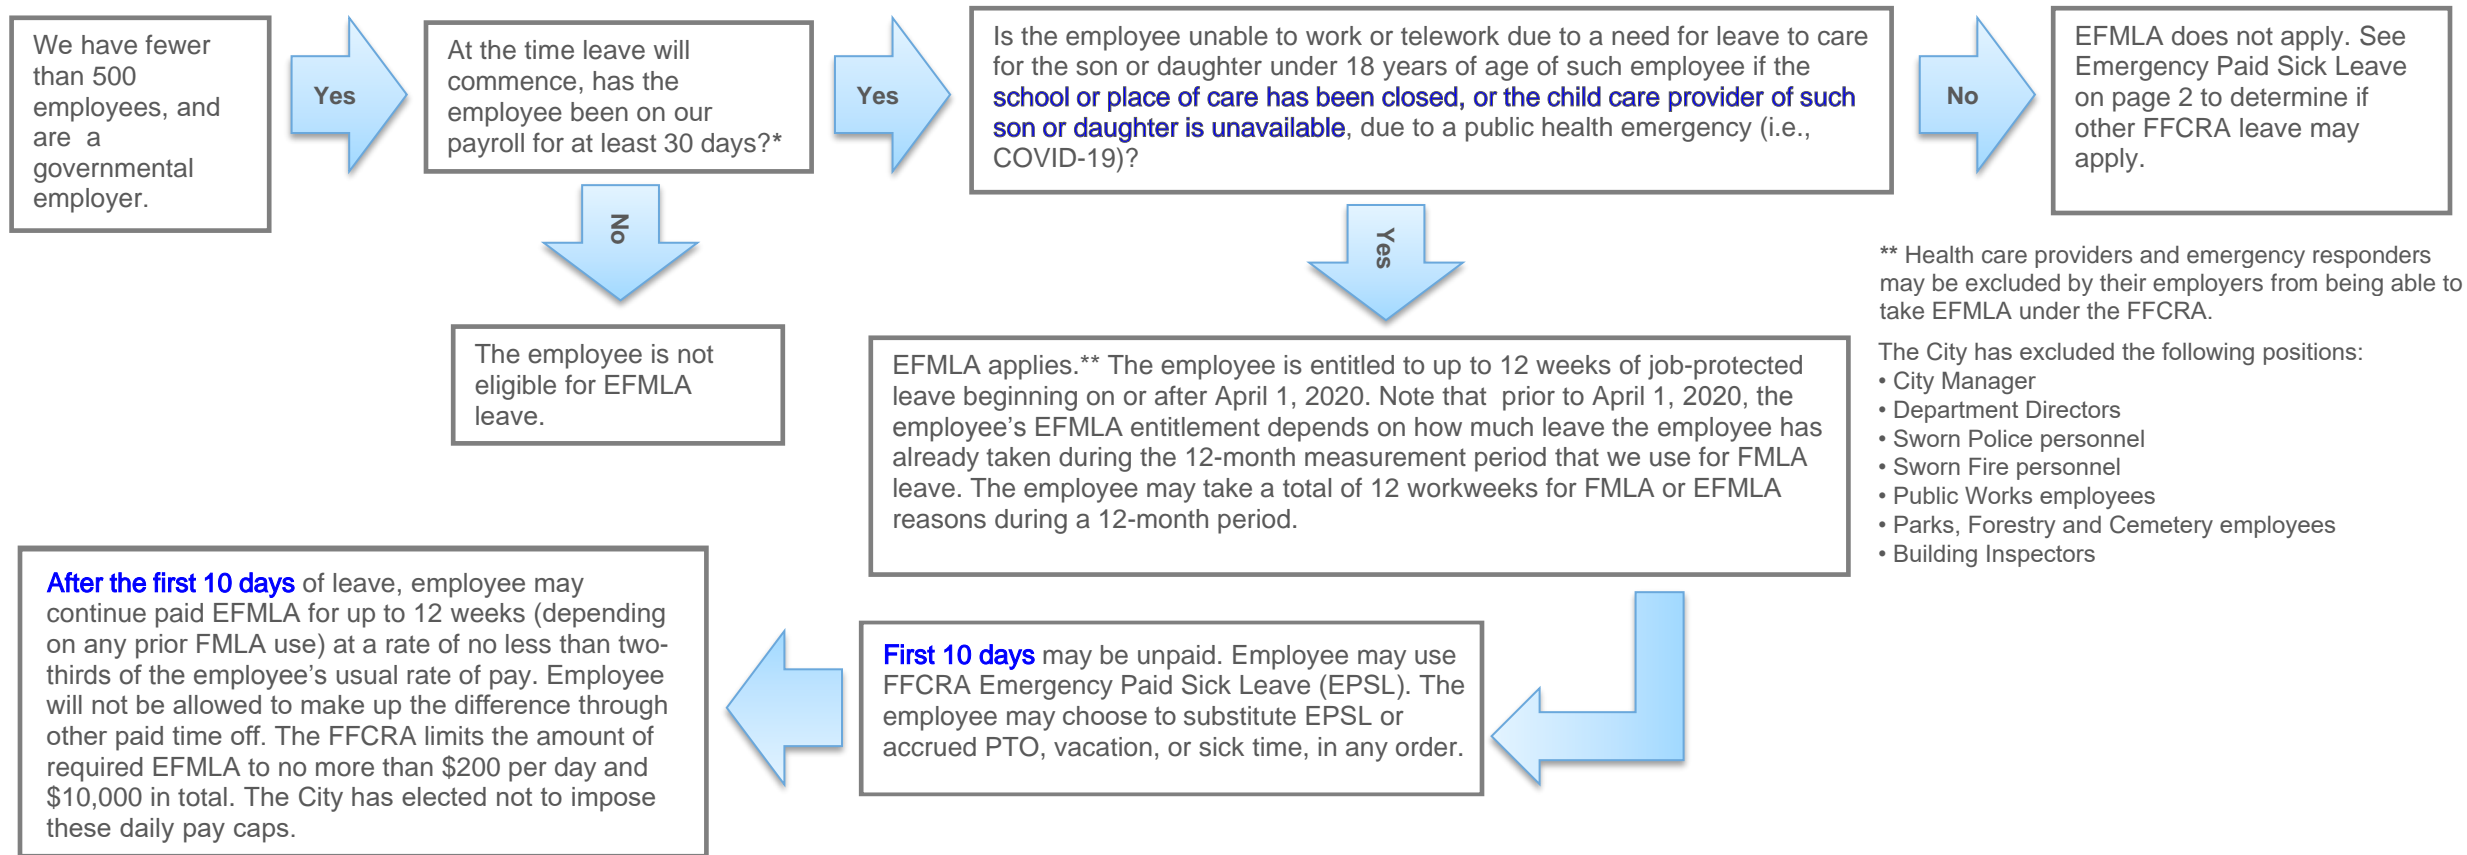 We have fewer
than 500
employees, and
are  a
governmental
employer.
Yes
At the time leave will
commence, has the
employee been on our
payroll for at least 30 days?*
Yes
Is the employee unable to work or telework due to a need for leave to care
for the son or daughter under 18 years of age of such employee if the
school or place of care has been closed, or the child care provider of such
son or daughter is unavailable, due to a public health emergency (i.e.,
COVID-19)?
No
EFMLA does not apply. See
Emergency Paid Sick Leave
on page 2 to determine if
other FFCRA leave may
apply.
No
Yes
The employee is not
eligible for EFMLA
leave.
EFMLA applies.** The employee is entitled to up to 12 weeks of job-protected
leave beginning on or after April 1, 2020. Note that  prior to April 1, 2020, the
employee’s EFMLA entitlement depends on how much leave the employee has
already taken during the 12-month measurement period that we use for FMLA
leave. The employee may take a total of 12 workweeks for FMLA or EFMLA
reasons during a 12-month period.
** Health care providers and emergency responders
may be excluded by their employers from being able to
take EFMLA under the FFCRA.
The City has excluded the following positions:
• City Manager
• Department Directors
• Sworn Police personnel
• Sworn Fire personnel
• Public Works employees
• Parks, Forestry and Cemetery employees
• Building Inspectors
First 10 days may be unpaid. Employee may use
FFCRA Emergency Paid Sick Leave (EPSL). The
employee may choose to substitute EPSL or
accrued PTO, vacation, or sick time, in any order.
After the first 10 days of leave, employee may
continue paid EFMLA for up to 12 weeks (depending
on any prior FMLA use) at a rate of no less than two-
thirds of the employee’s usual rate of pay. Employee
will not be allowed to make up the difference through
other paid time off. The FFCRA limits the amount of
required EFMLA to no more than $200 per day and
$10,000 in total. The City has elected not to impose
these daily pay caps.